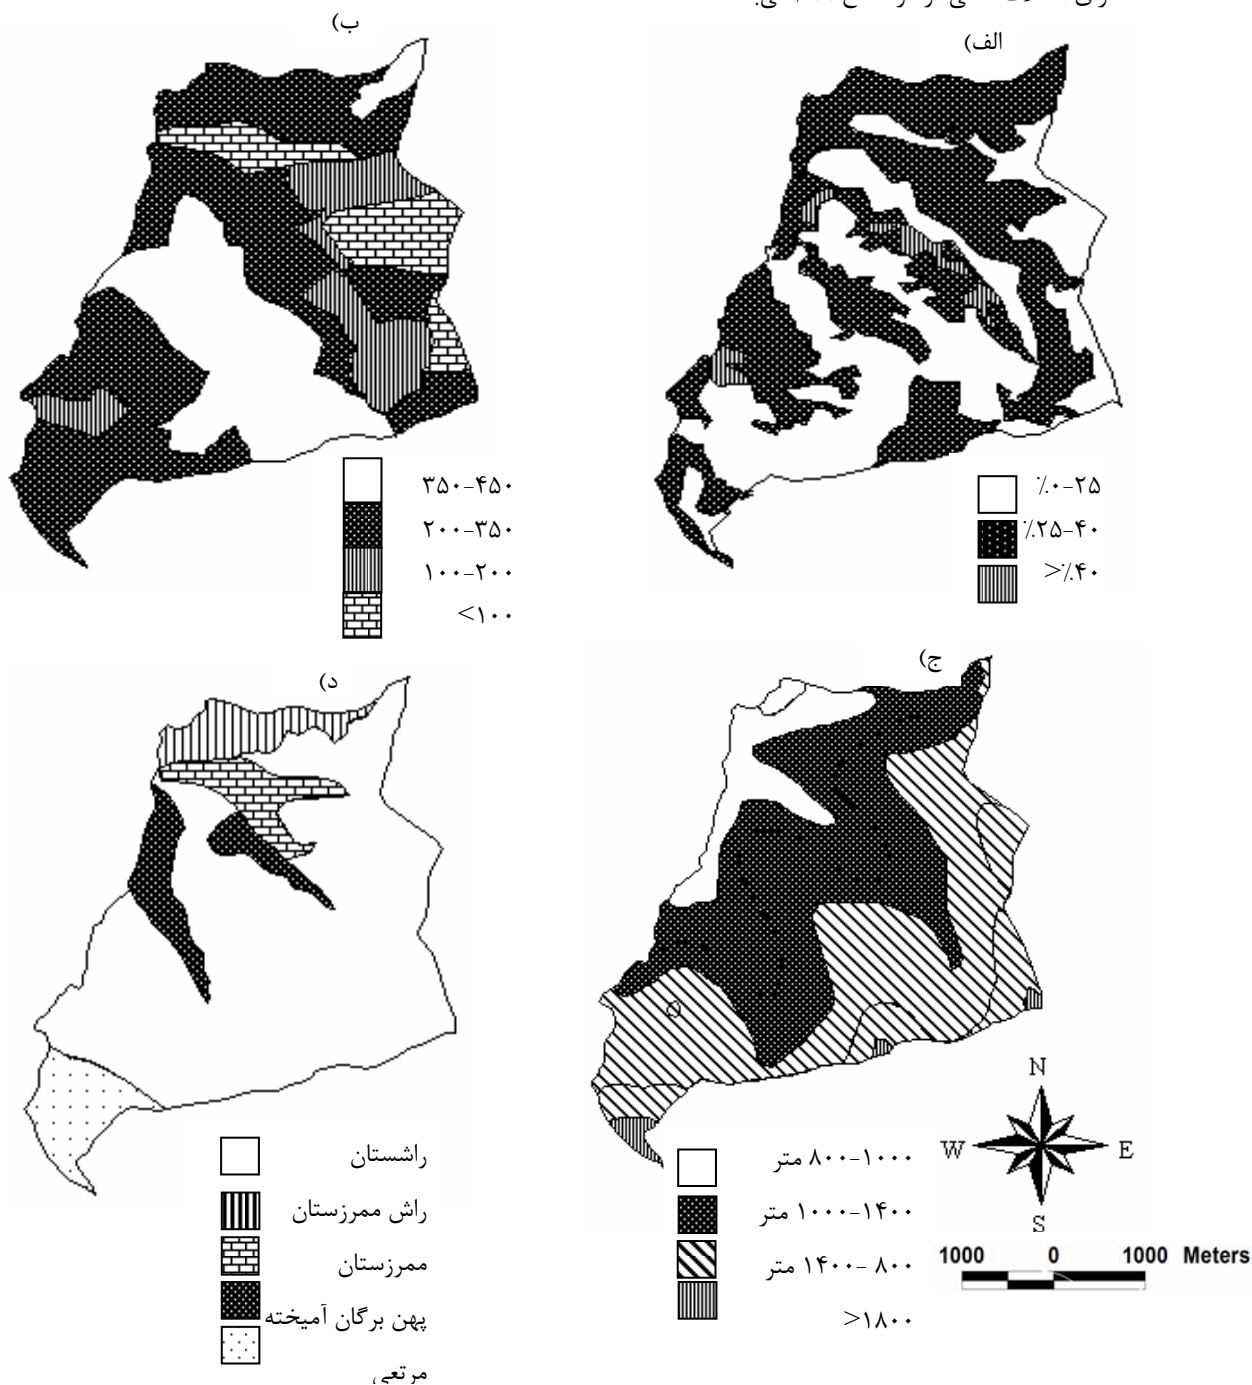 الف)
ب)
٪۰-۲۵
٪۲۵-۴۰
>٪۴۰
۳۵۰-۴۵۰
۲۰۰-۳۵۰
۱۰۰-۲۰۰
<۱۰۰
ج)
د)
۸۰۰-۱۰۰۰ متر
۱۰۰۰-۱۴۰۰ متر
۸۰۰ -۱۴۰۰ متر
>۱۸۰۰
N
W E
S
1000 0 1000 Meters
راشستان
راش ممرزستان
ممرزستان
پهن برگان آمیخته
مرتعی